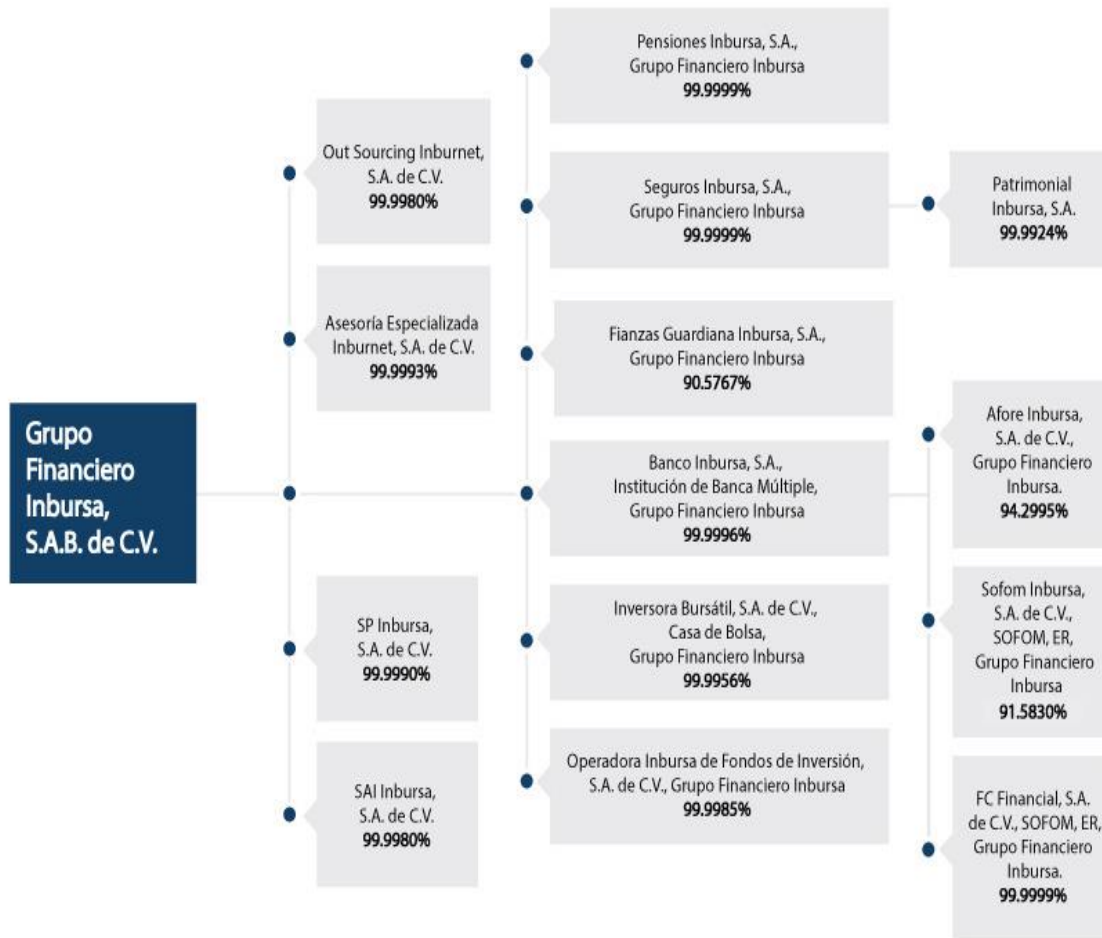 Grupo
Financiero
Inbursa,
S.A.B. de C.V.
Out Sourcing Inburnet,
S.A. de C.V.
99.9980%
Asesoría Especializada
Inburnet, S.A. de C.V.
99.9993%
SP Inbursa,
S.A. de C.V.
99.9990%
SAI Inbursa,
S.A. de C.V.
99.9980%
Pensiones Inbursa, S.A.,
Grupo Financiero Inbursa
99.9999%
Seguros Inbursa, S.A.,
Grupo Financiero Inbursa
99.9999%
Fianzas Guardiana Inbursa, S.A.,
Grupo Financiero Inbursa
90.5767%
Banco Inbursa, S.A.,
Institución de Banca Múltiple,
Grupo Financiero Inbursa
99.9996%
Inversora Bursátil, S.A. de C.V.,
Casa de Bolsa,
Grupo Financiero Inbursa
99.9956%
Operadora Inbursa de Fondos de Inversión,
S.A. de C.V., Grupo Financiero Inbursa
99.9985%
Patrimonial
Inbursa, S.A.
99.9924%
Afore Inbursa,
S.A. de C.V.,
Grupo Financiero
Inbursa.
94.2995%
Sofom Inbursa,
S.A. de C.V.,
SOFOM, ER,
Grupo Financiero
Inbursa
91.5830%
FC Financial, S.A.
de C.V., SOFOM, ER,
Grupo Financiero
Inbursa.
99.9999%